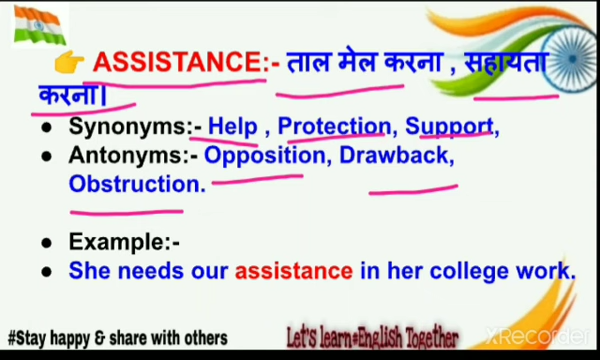 👉 ASSISTANCE:- ताल मेल करना , सहायता
करना।
● Synonyms:- Help , Protection, Support,
● Antonyms:- Opposition, Drawback,
Obstruction.
● Example:-
● She needs our assistance in her college work.
#Stay happy & share with others
Let's learn#English Together
XRecorder